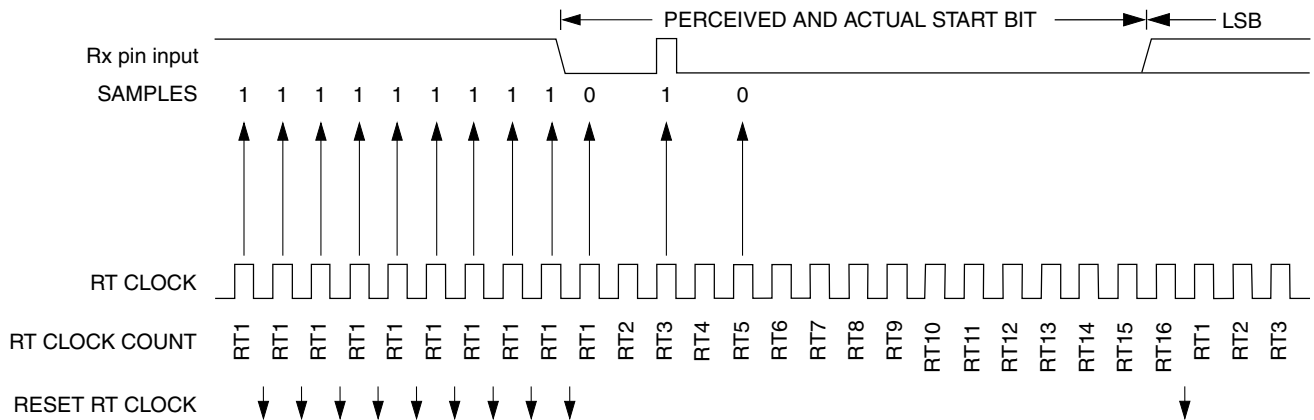 PERCEIVED AND ACTUAL START BIT LSB
Rx pin input
SAMPLES 1 1 1 1 1 1 1 1 1 0 1 0
RT CLOCK
RT CLOCK COUNT RT1 RT1 RT1 RT1 RT1 RT1 RT1 RT1 RT1 RT1 RT2 RT3 RT4 RT5 RT6 RT7 RT8 RT9 RT10 RT11 RT12 RT13 RT14 RT15 RT16 RT1 RT2 RT3
RESET RT CLOCK